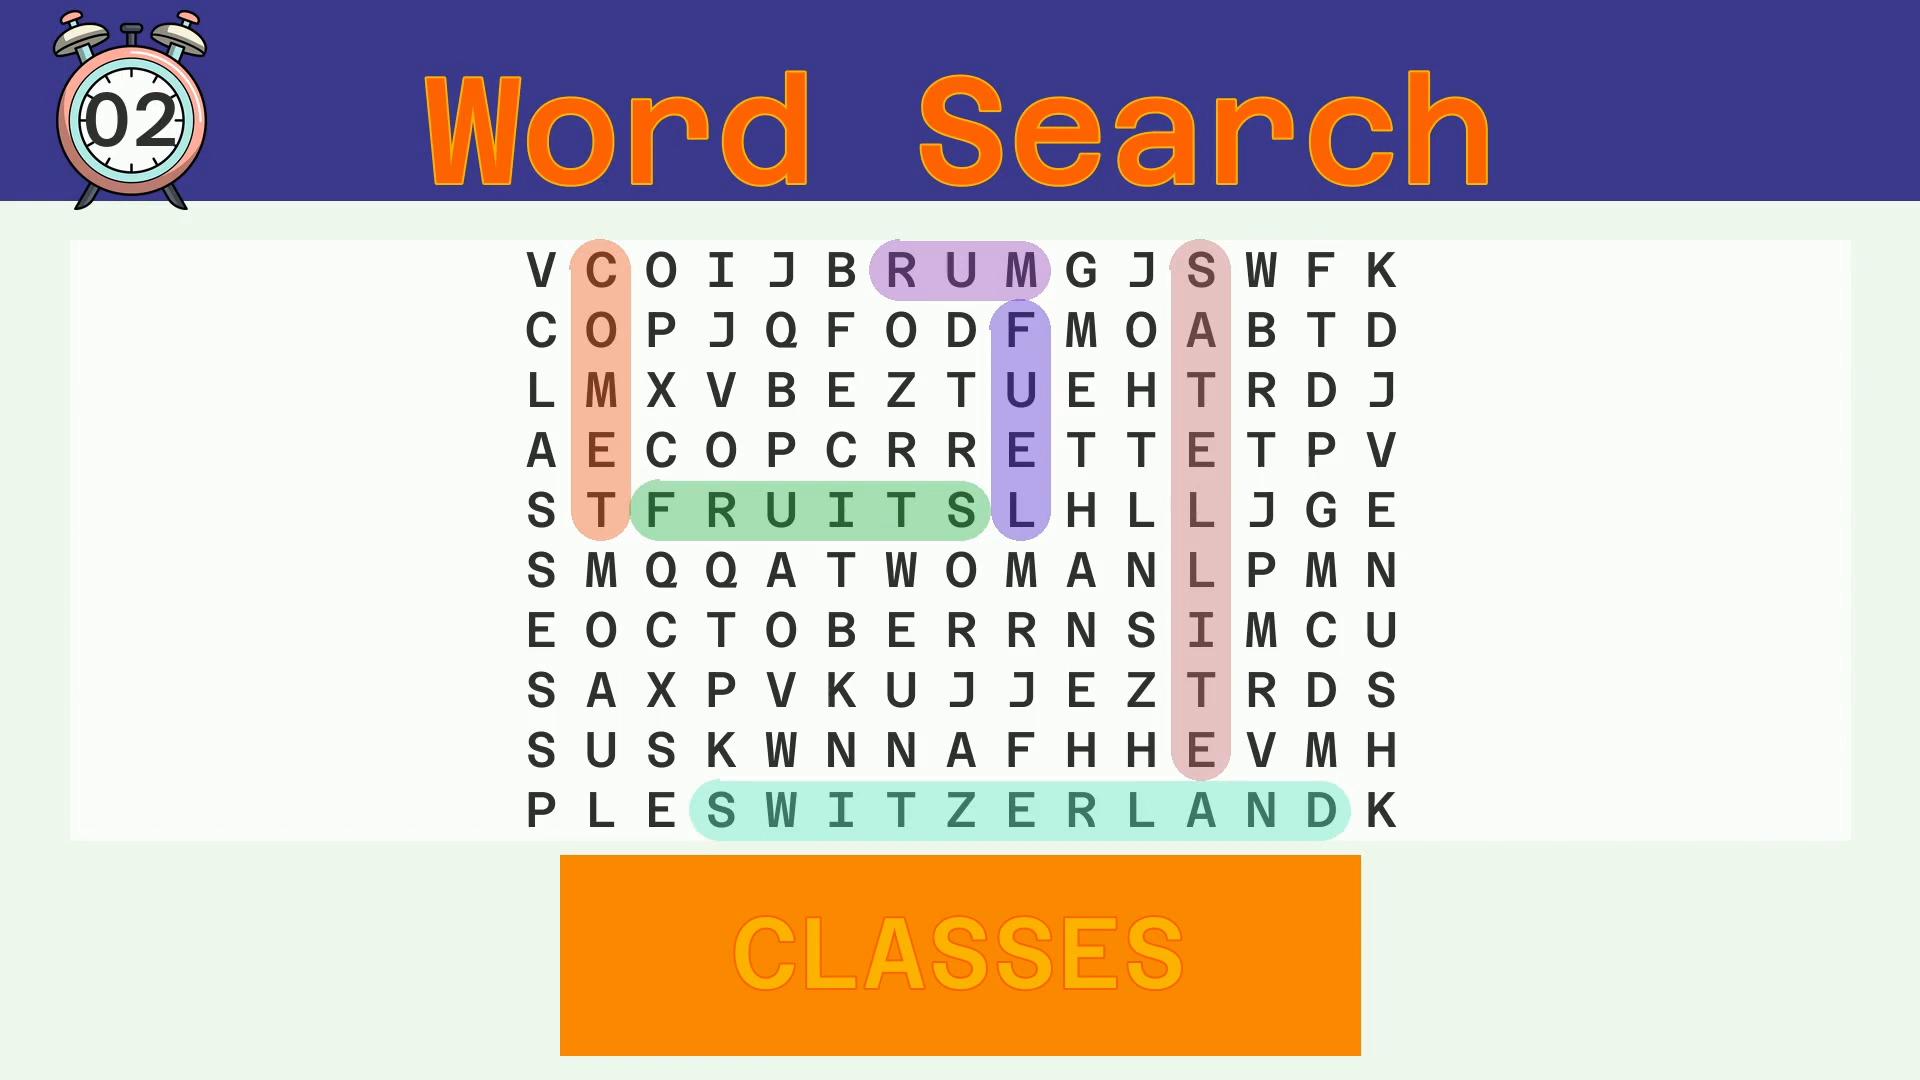 02
Word Search
V C O I J B R U M G J S W F K
C O P J Q F O D F M O A B T D
L M X V B E Z T U E H T R D J
A E C O P C R R E T T E T P V
S T F R U I T S L H L L J G E
S M Q Q A T W O M A N L P M N
E O C T O B E R R N S I M C U
S A X P V K U J J E Z T R D S
S U S K W N N A F H H E V M H
P L E S W I T Z E R L A N D K
CLASSES